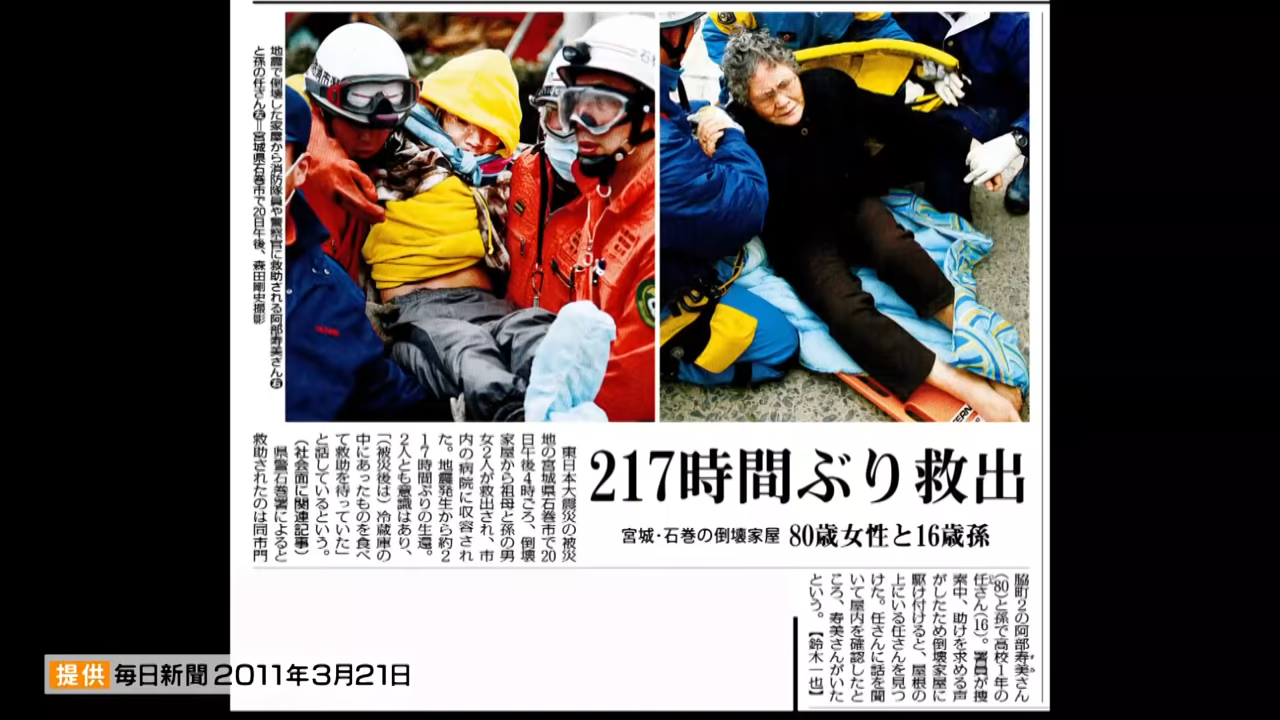 地震で倒壊した家屋から消防隊員や警察官に救助される阿部寿美さん㊨
と孫の任さん㊧＝宮城県石巻市で20日午後、森田剛史撮影
217時間ぶり救出
宮城・石巻の倒壊家屋 80歳女性と16歳孫
東日本大震災の被災
地の宮城県石巻市で20
日午後4時ごろ、倒壊
家屋から祖母と孫の男
女2人が救出され、市
内の病院に収容され
た。地震発生から約2
17時間ぶりの生還。
2人とも意識はあり、
「（被災後は）冷蔵庫の
中にあったものを食べ
て救助を待っていた」
と話しているという。
（社会面に関連記事）
県警石巻署によると
救助されたのは同市門
脇町2の阿部寿美さん
(80)と孫で高校1年の
任さん(16)。署員が捜
索中、助けを求める声
がしたため倒壊家屋に
駆け付けると、屋根の
上にいる任さんを見つ
けた。任さんに話を聞
いて屋内を確認したと
ころ、寿美さんがいた
という。【鈴木一也】
提供 毎日新聞 2011年3月21日